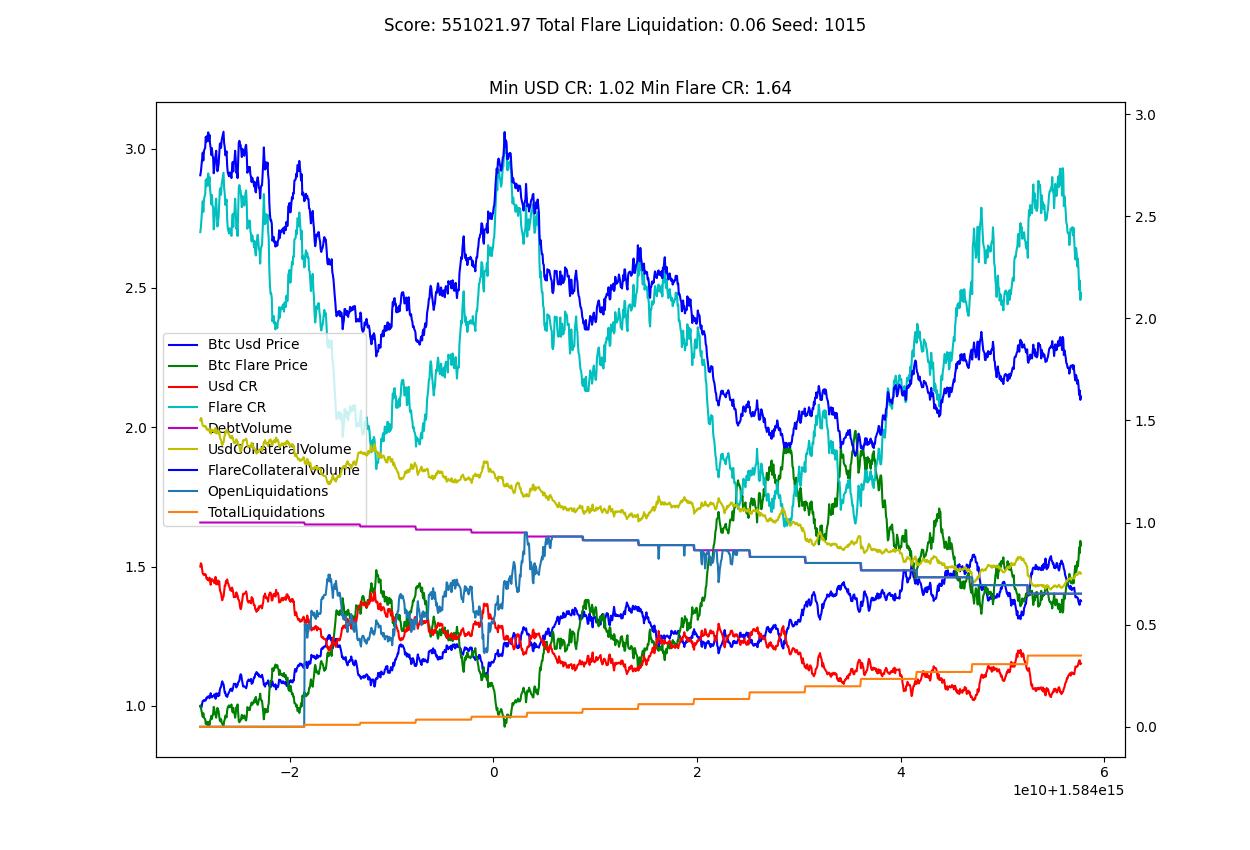 Score: 551021.97 Total Flare Liquidation: 0.06 Seed: 1015
Min USD CR: 1.02 Min Flare CR: 1.64
3.0
2.5
2.0
1.5
1.0
3.0
2.5
2.0
1.5
1.0
0.5
0.0
Btc Usd Price
Btc Flare Price
Usd CR
Flare CR
DebtVolume
UsdCollateralVolume
FlareCollateralVolume
OpenLiquidations
TotalLiquidations
−2 0 2 4 6
1e10+1.584e15